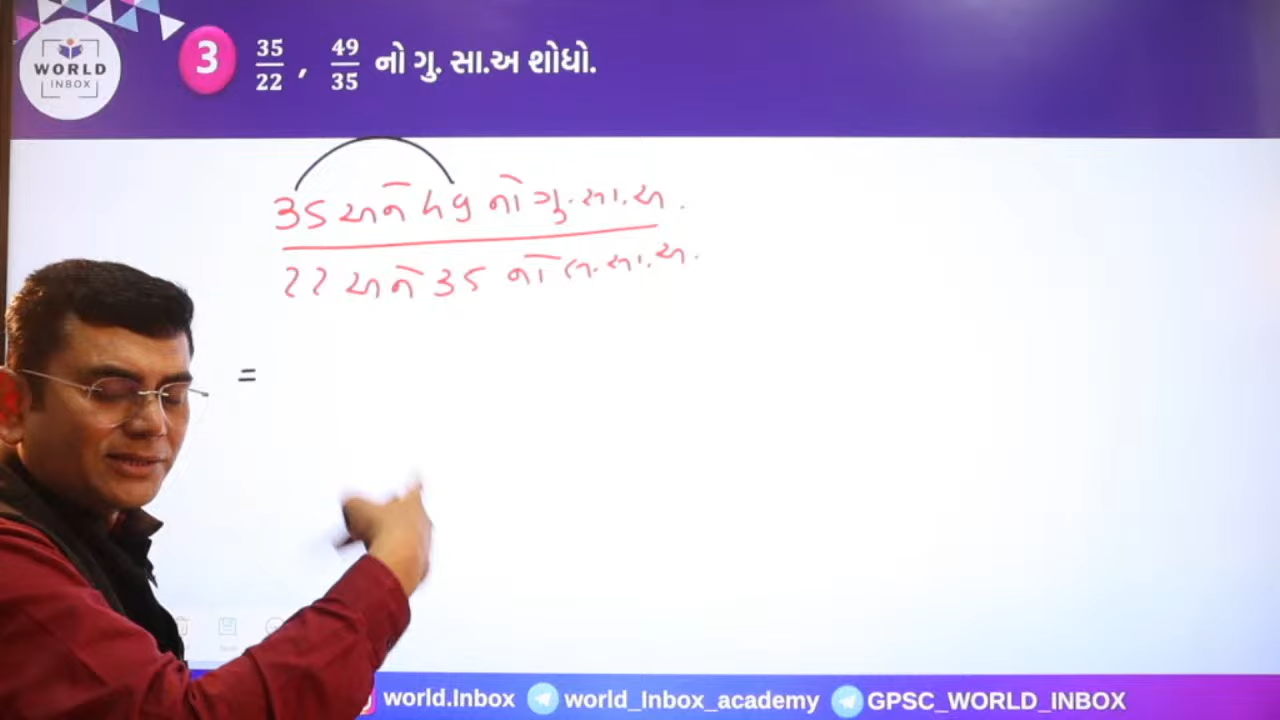 WORLD
INBOX
3 35/22 , 49/35 નો ગુ. સા.અ શોધો.
35 અને 49 નો ગુ.સા.અ.
22 અને 35 નો લ.સા.અ.
=
world.Inbox world_Inbox_academy GPSC_WORLD_INBOX